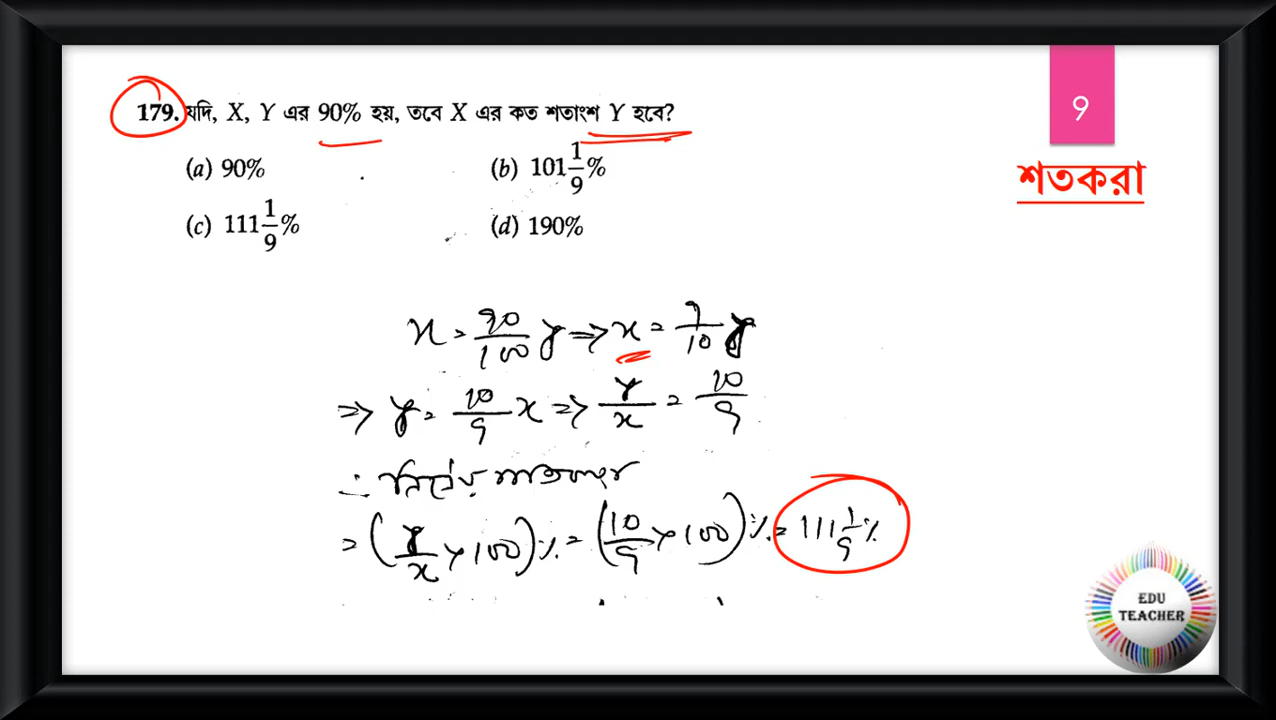 179. যদি, X, Y এর 90% হয়, তবে X এর কত শতাংশ Y হবে?
(a) 90%
(b) 101 1/9 %
(c) 111 1/9 %
(d) 190%
9
শতকরা
x = 90/100 y ⇒ x = 9/10 y
⇒ y = 10/9 x ⇒ y/x = 10/9
∴ নির্ণেয় শতাংশ
= (y/x × 100)% = (10/9 × 100)% = 111 1/9 %
EDU
TEACHER